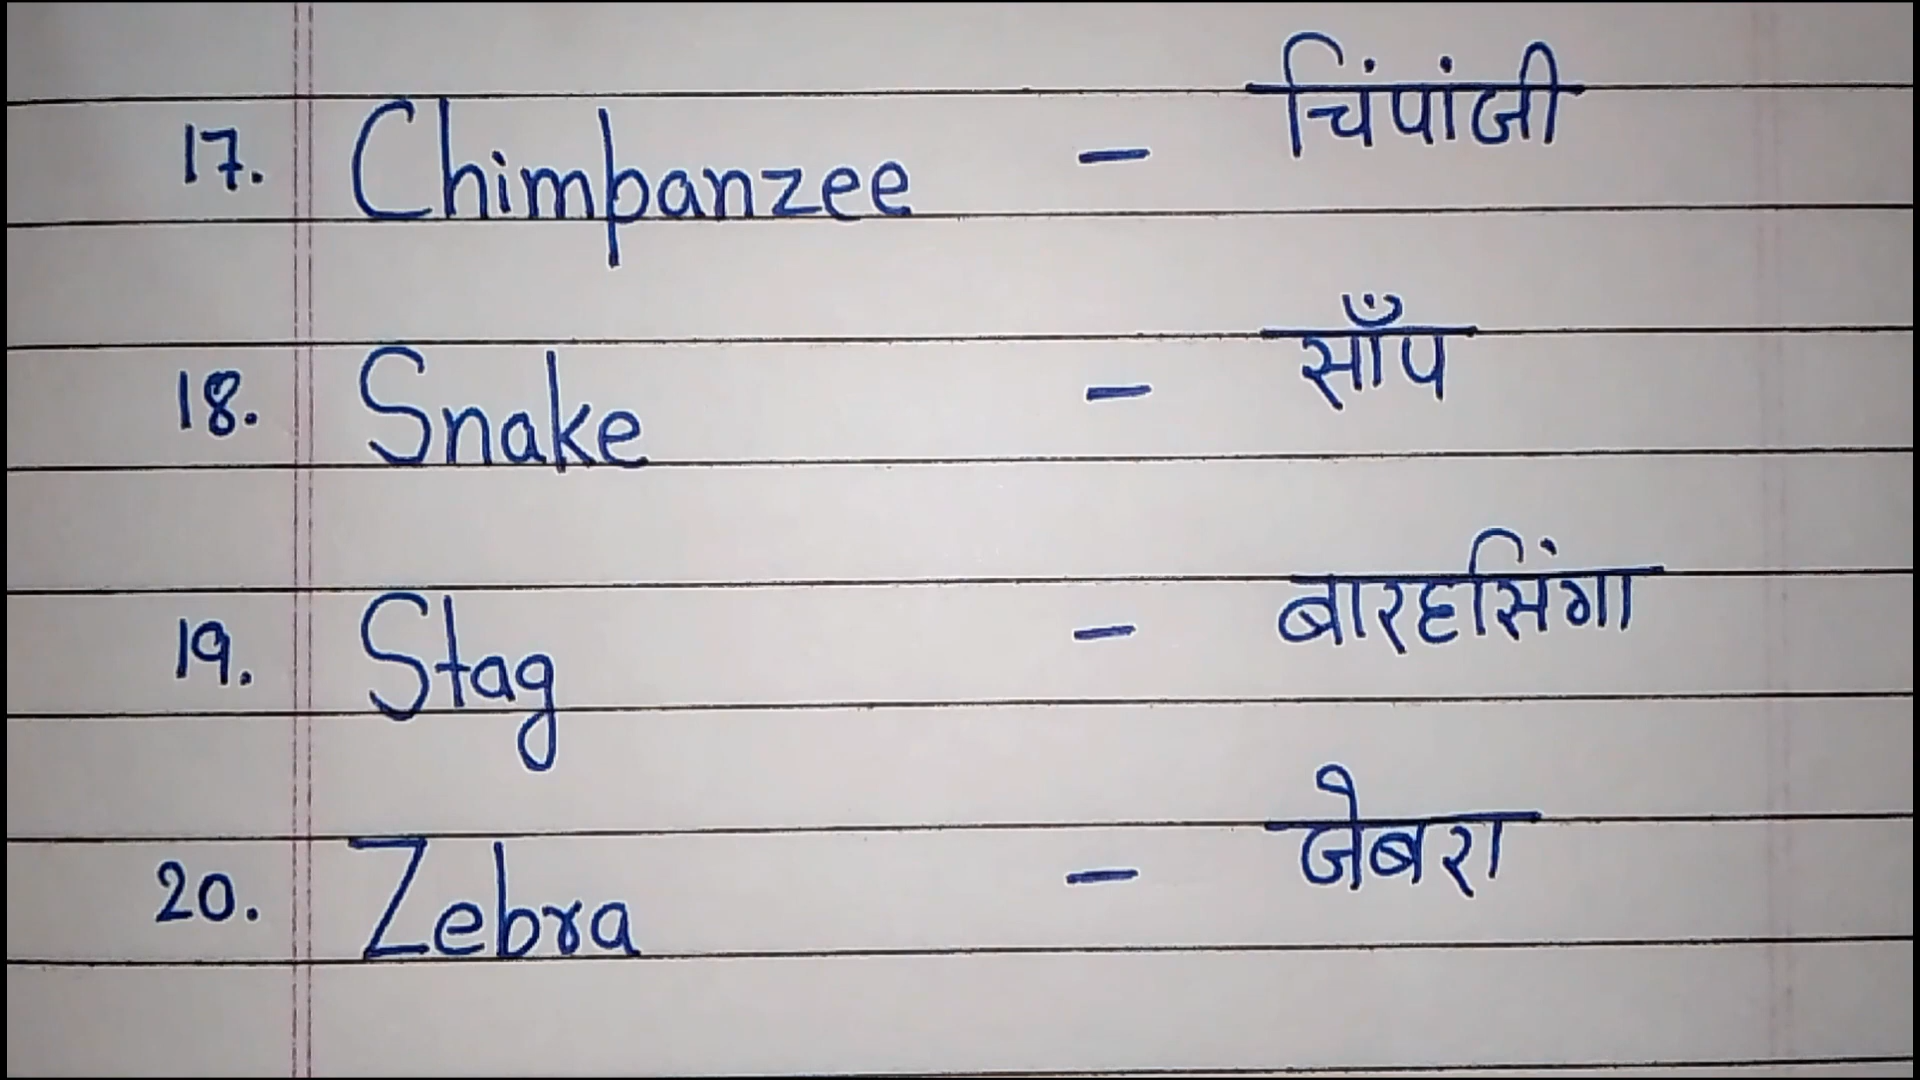 17. Chimpanzee - चिंपांजी
18. Snake - साँप
19. Stag - बारहसिंगा
20. Zebra - जेबरा